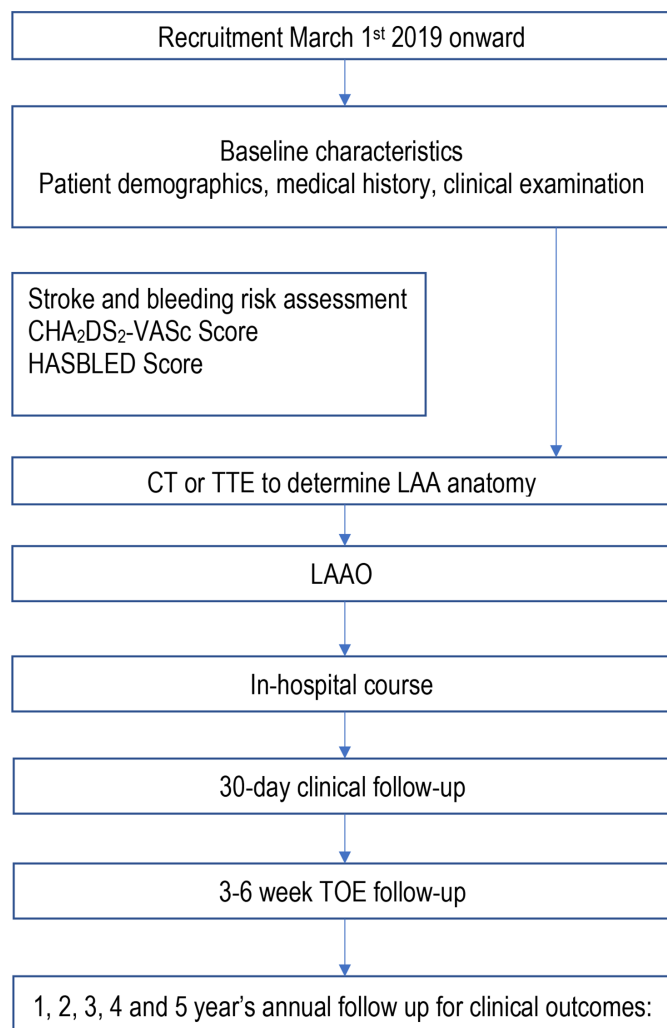 Recruitment March 1st 2019 onward
Baseline characteristics
Patient demographics, medical history, clinical examination
Stroke and bleeding risk assessment
CHA₂DS₂-VASc Score
HASBLED Score
CT or TTE to determine LAA anatomy
LAAO
In-hospital course
30-day clinical follow-up
3-6 week TOE follow-up
1, 2, 3, 4 and 5 year's annual follow up for clinical outcomes: